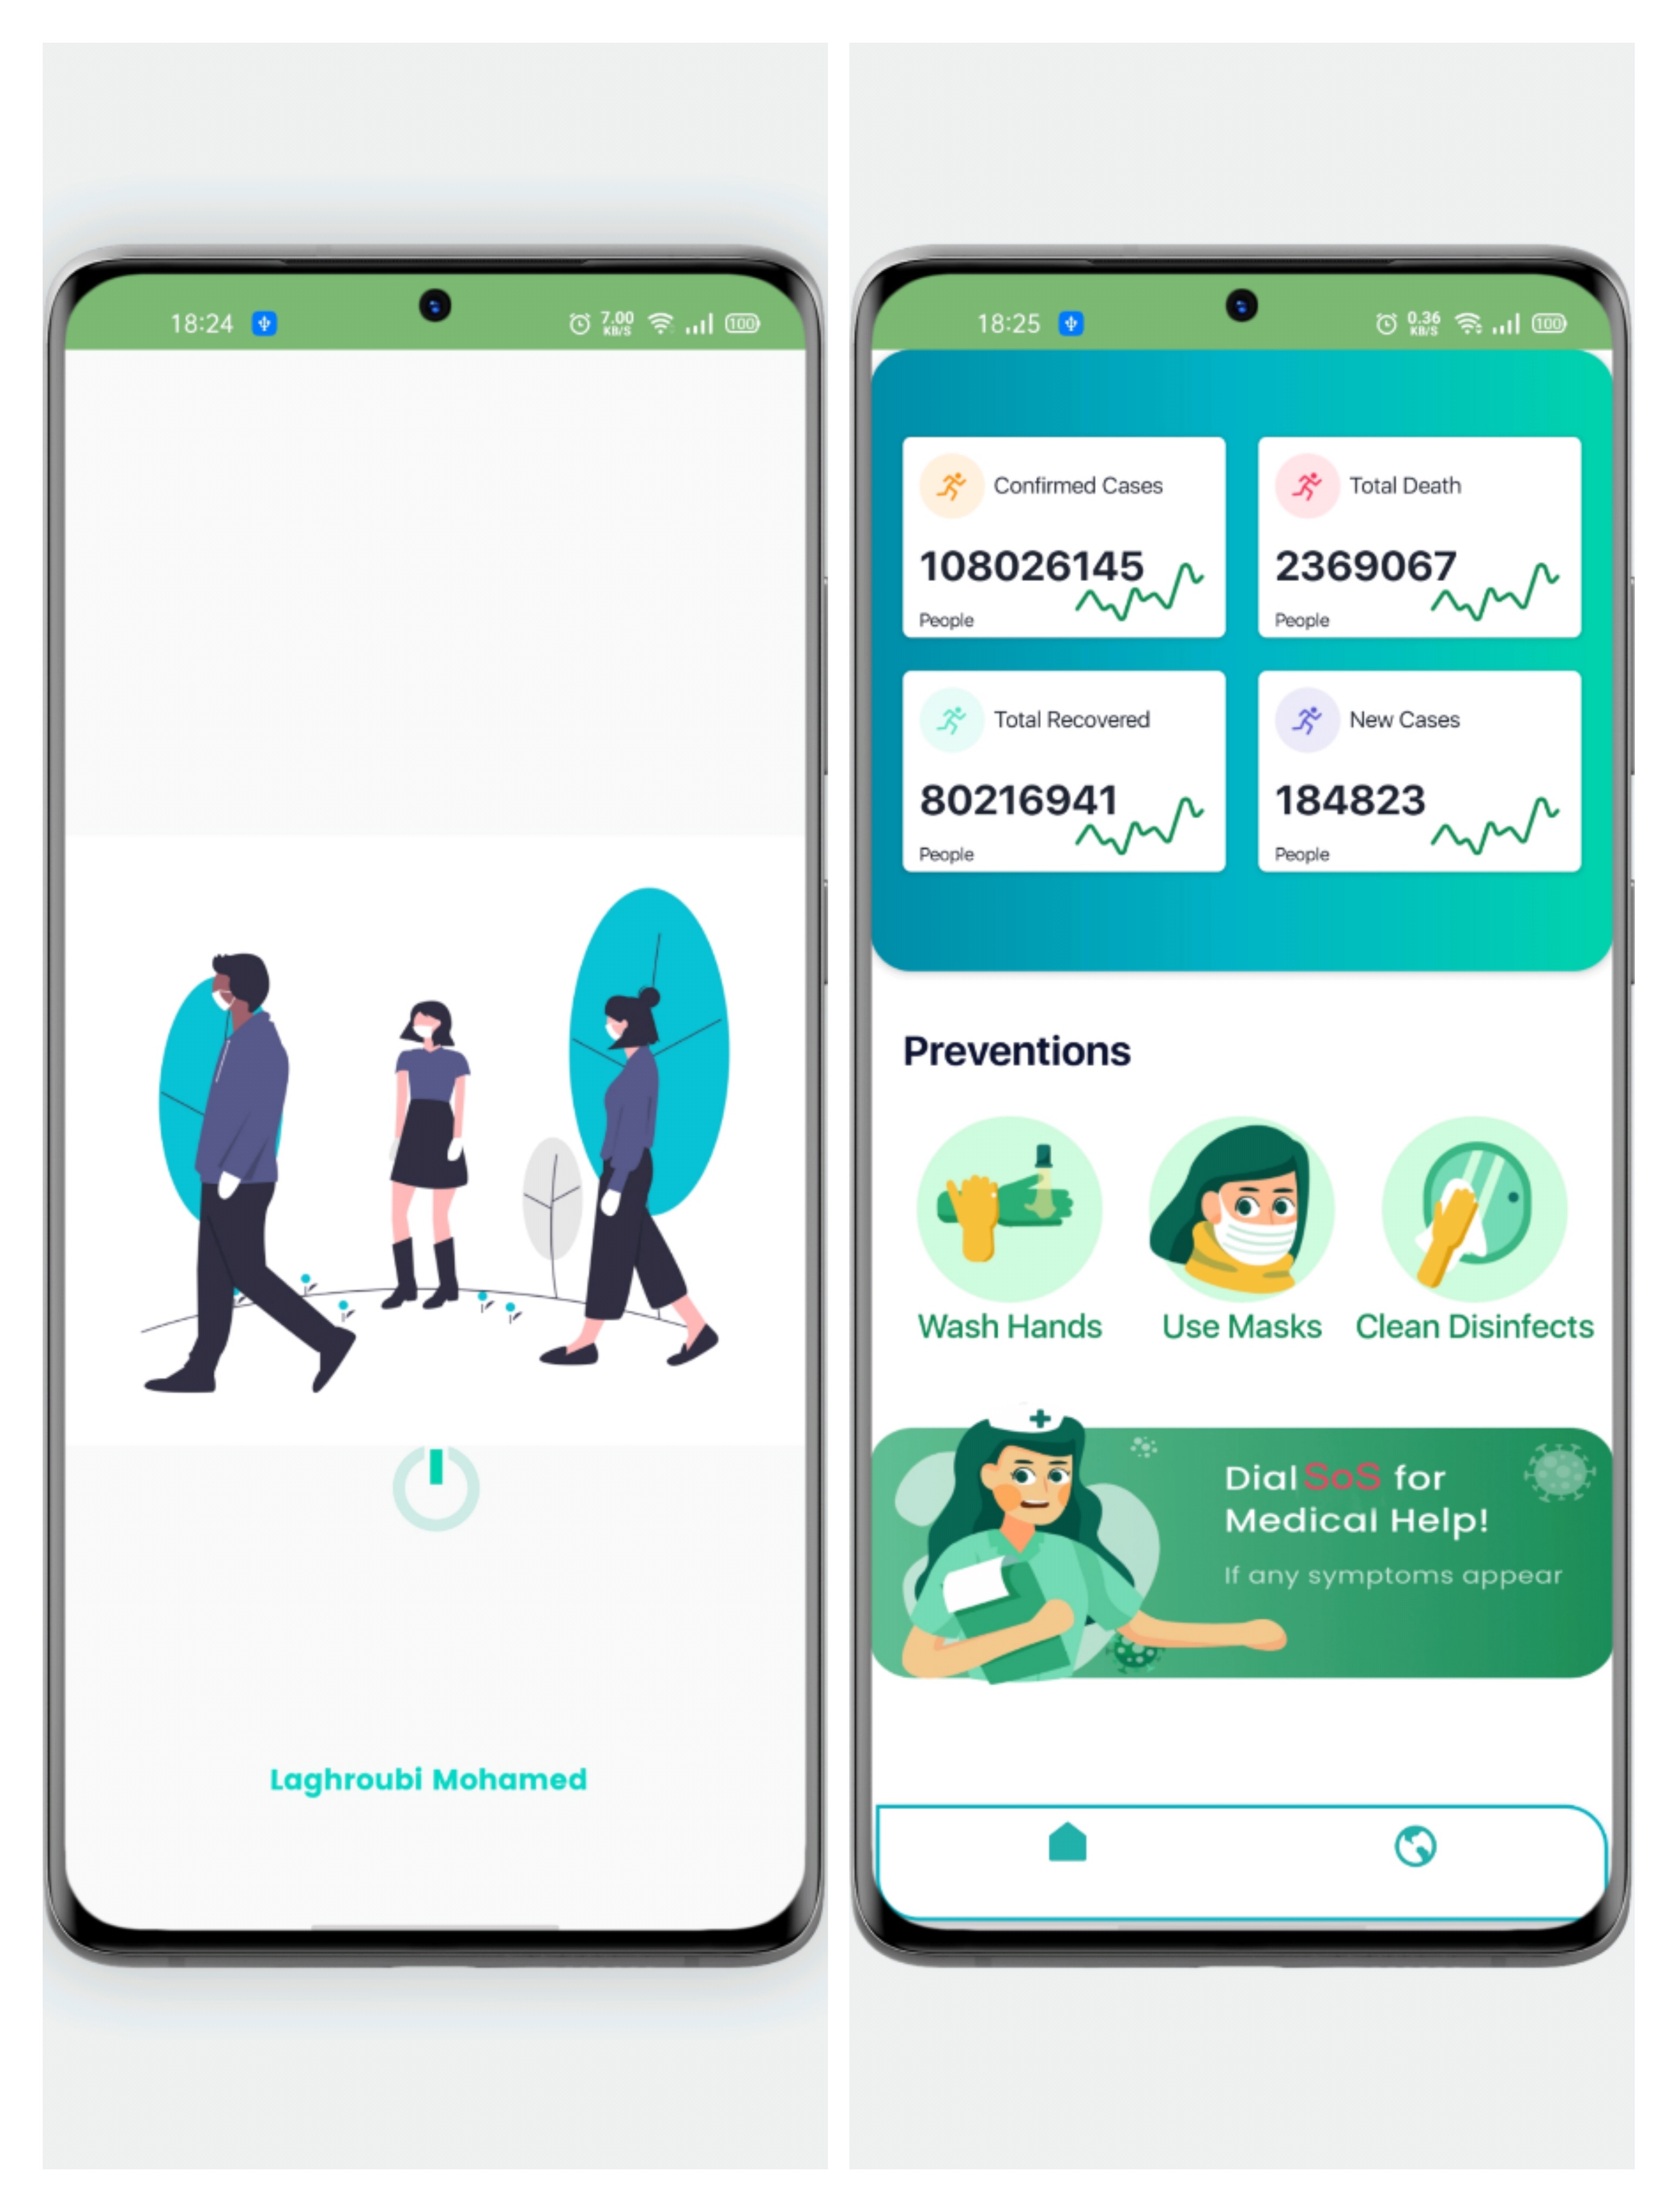 18:24
7.00
KB/S
100
Laghroubi Mohamed
18:25
0.36
KB/S
100
Confirmed Cases
108026145
People
Total Death
2369067
People
Total Recovered
80216941
People
New Cases
184823
People
Preventions
Wash Hands
Use Masks
Clean Disinfects
Dial SoS for
Medical Help!
If any symptoms appear